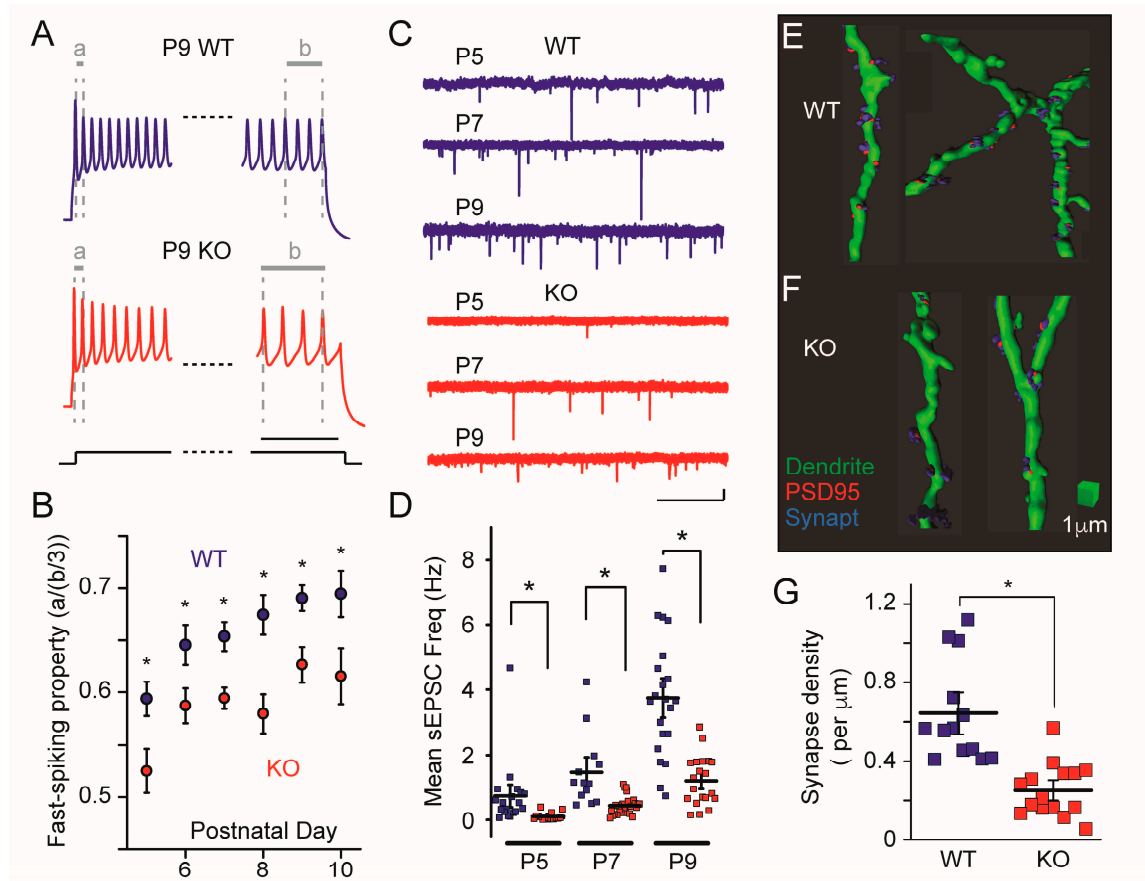 A
P9 WT
a
b
P9 KO
a
b
B
Fast-spiking property (a/(b/3))
0.7
0.6
0.5
WT
*
*
*
*
*
*
KO
Postnatal Day
6
8
10
C
WT
P5
P7
P9
KO
P5
P7
P9
D
Mean sEPSC Freq (Hz)
8
6
4
2
0
*
*
*
P5
P7
P9
E
WT
F
KO
Dendrite
PSD95
Synapt
1μm
G
Synapse density
( per μm)
1.2
0.8
0.4
0
*
WT
KO